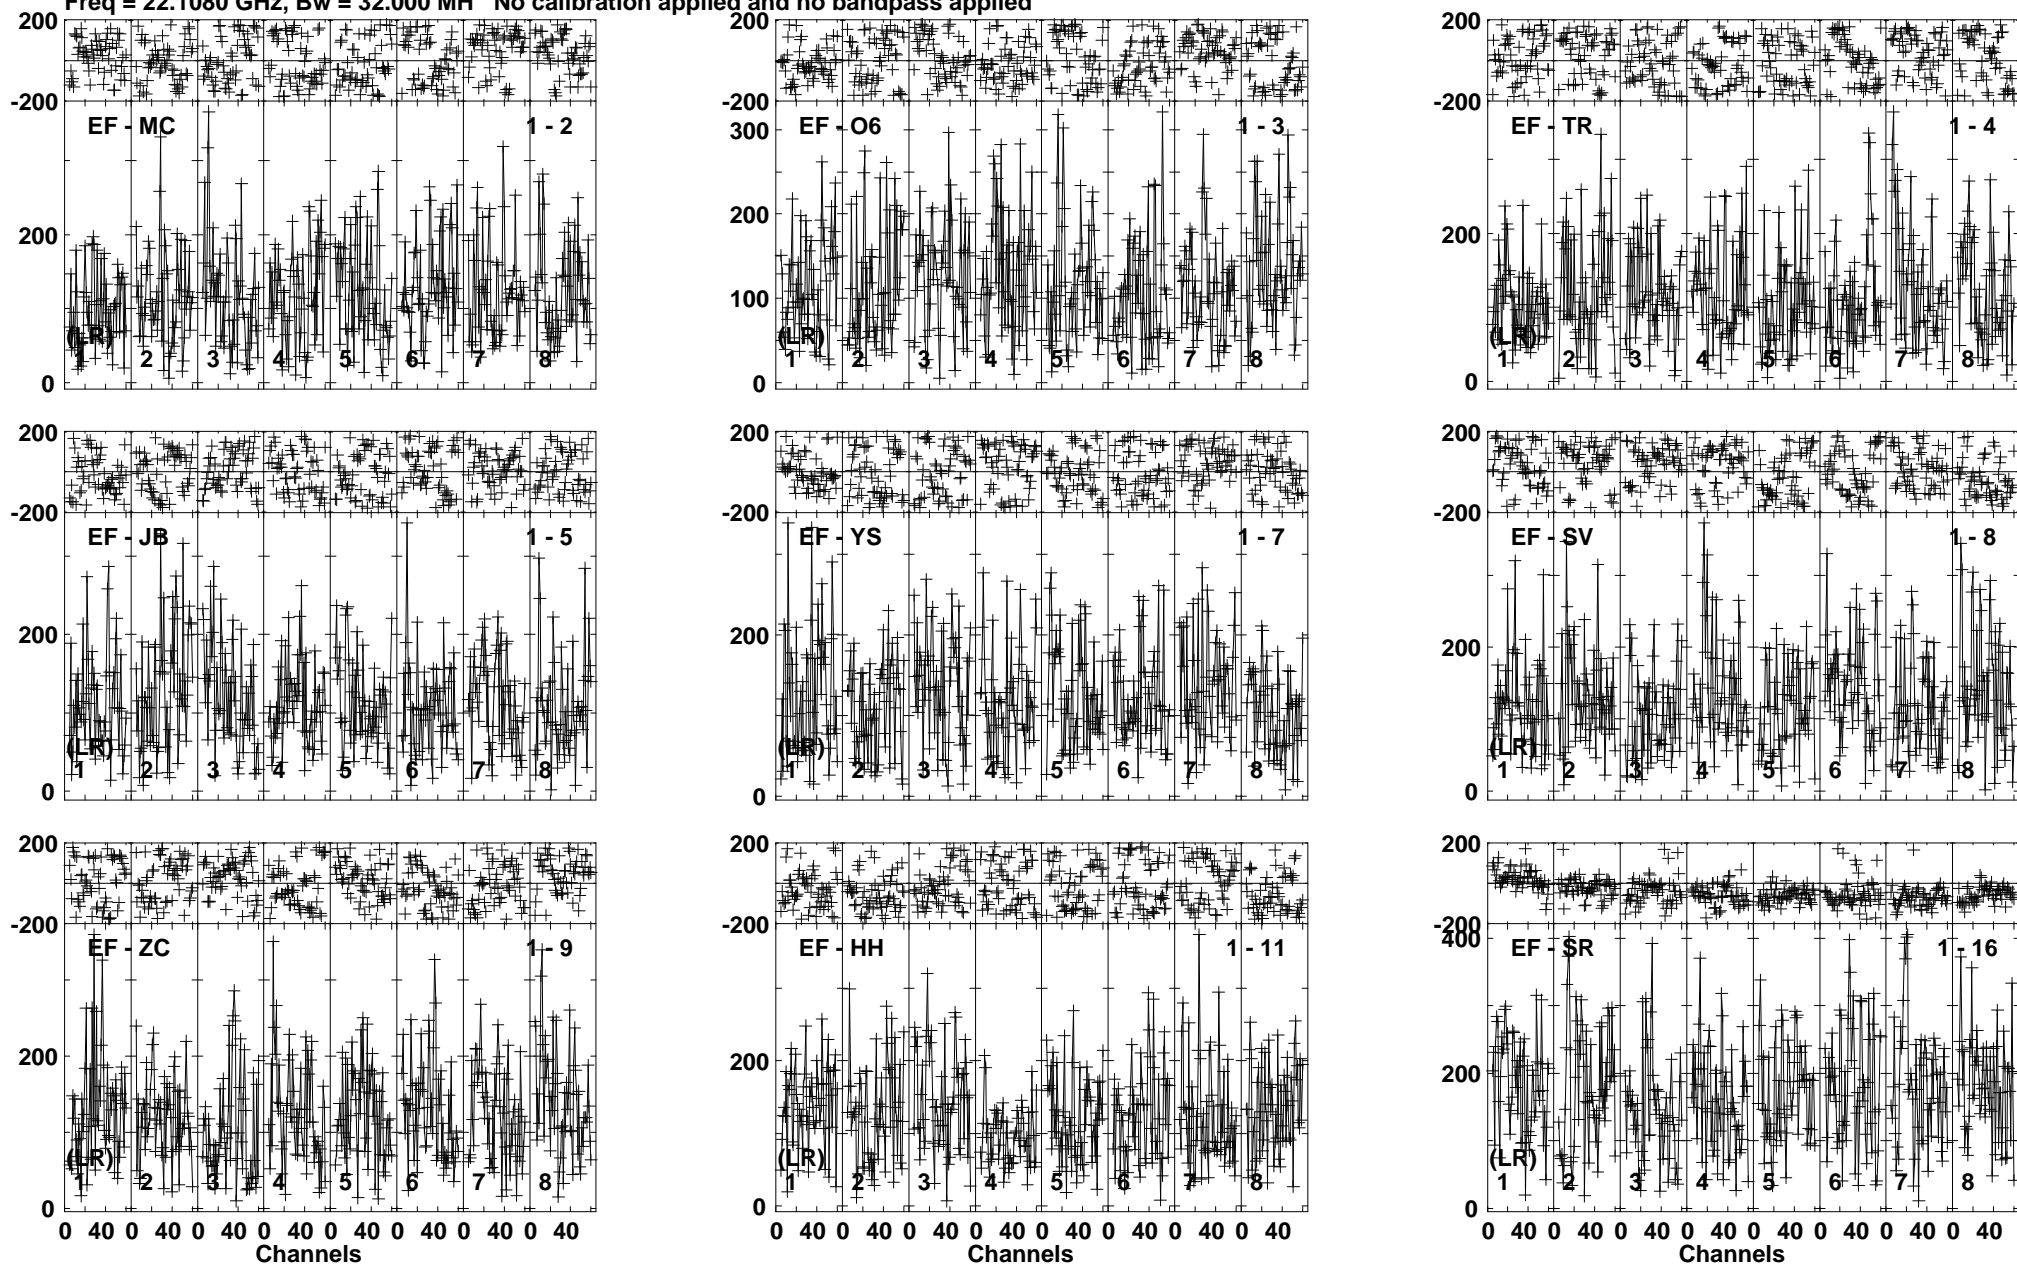 Freq = 22.1080 GHz, Bw = 32.000 MH No calibration applied and no bandpass applied
200
-200
EF - MC 1 - 2
200
0
(LR)
1 2 3 4 5 6 7 8
200
-200
EF - O6 1 - 3
300
200
100
0
(LR)
1 2 3 4 5 6 7 8
200
-200
EF - TR 1 - 4
200
0
(LR)
1 2 3 4 5 6 7 8
200
-200
EF - JB 1 - 5
200
0
(LR)
1 2 3 4 5 6 7 8
200
-200
EF - YS 1 - 7
200
0
(LR)
1 2 3 4 5 6 7 8
200
-200
EF - SV 1 - 8
200
0
(LR)
1 2 3 4 5 6 7 8
200
-200
EF - ZC 1 - 9
200
0
(LR)
1 2 3 4 5 6 7 8
0 40 0 40 0 40 0 40 0 40 0 40 0 40 0 40
Channels
200
-200
EF - HH 1 - 11
200
0
(LR)
1 2 3 4 5 6 7 8
0 40 0 40 0 40 0 40 0 40 0 40 0 40 0 40
Channels
200
-200
400
EF - SR 1 - 16
300
200
100
0
(LR)
1 2 3 4 5 6 7 8
0 40 0 40 0 40 0 40 0 40 0 40 0 40 0 40
Channels